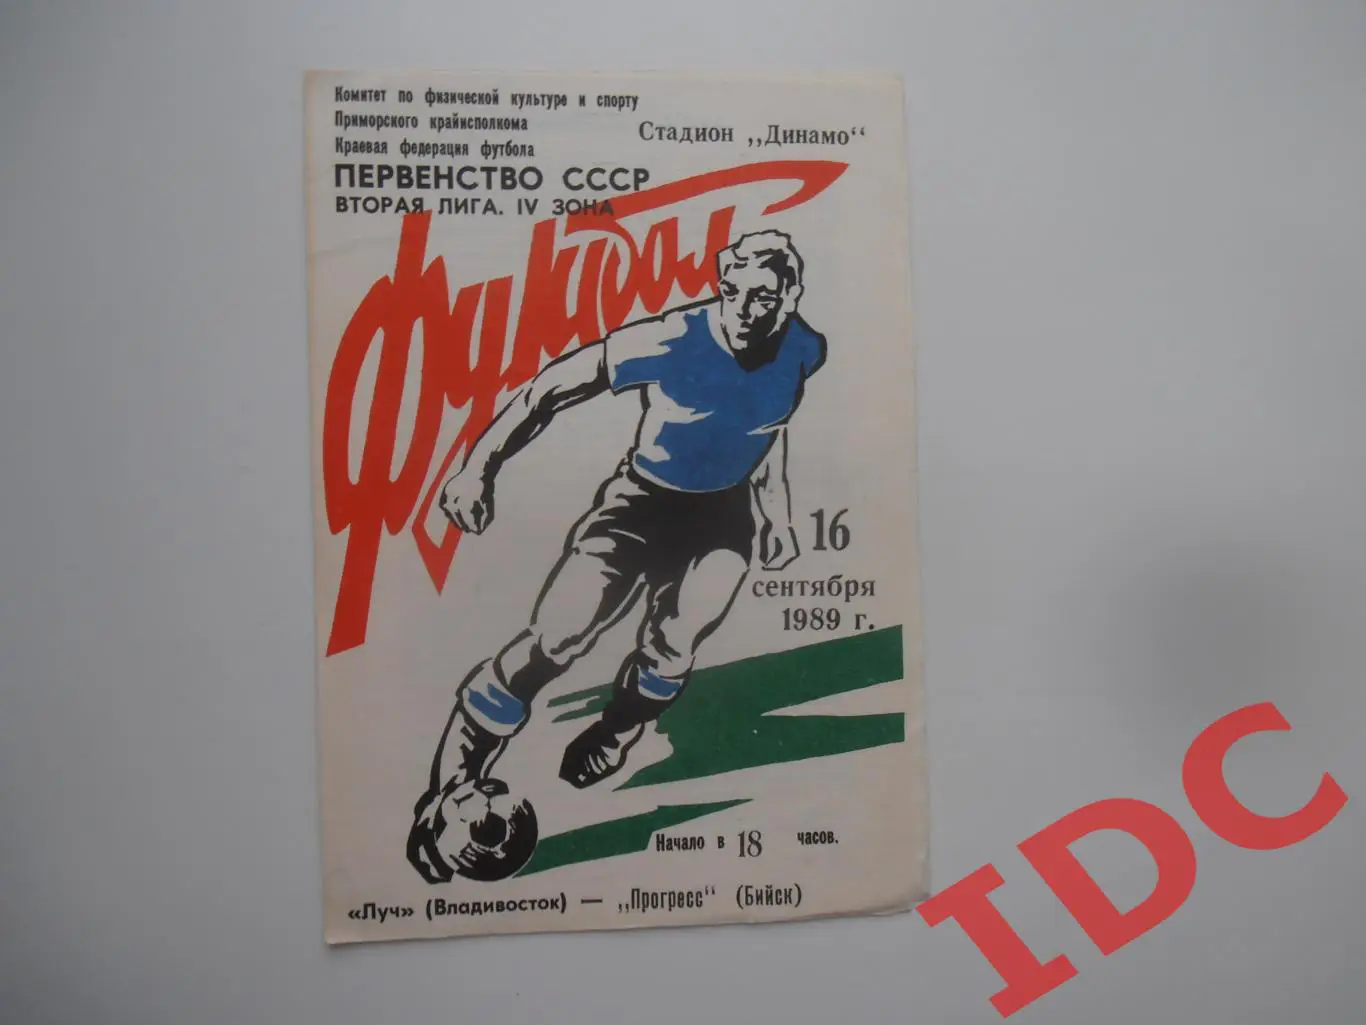 Комитет по физической культуре и спорту
Приморского крайисполкома
Краевая федерация футбола
Стадион „Динамо“
ПЕРВЕНСТВО СССР
ВТОРАЯ ЛИГА. IV ЗОНА
футбол
16
сентября
1989 г.
Начало в 18 часов.
«Луч» (Владивосток) — „Прогресс“ (Бийск)
IDC